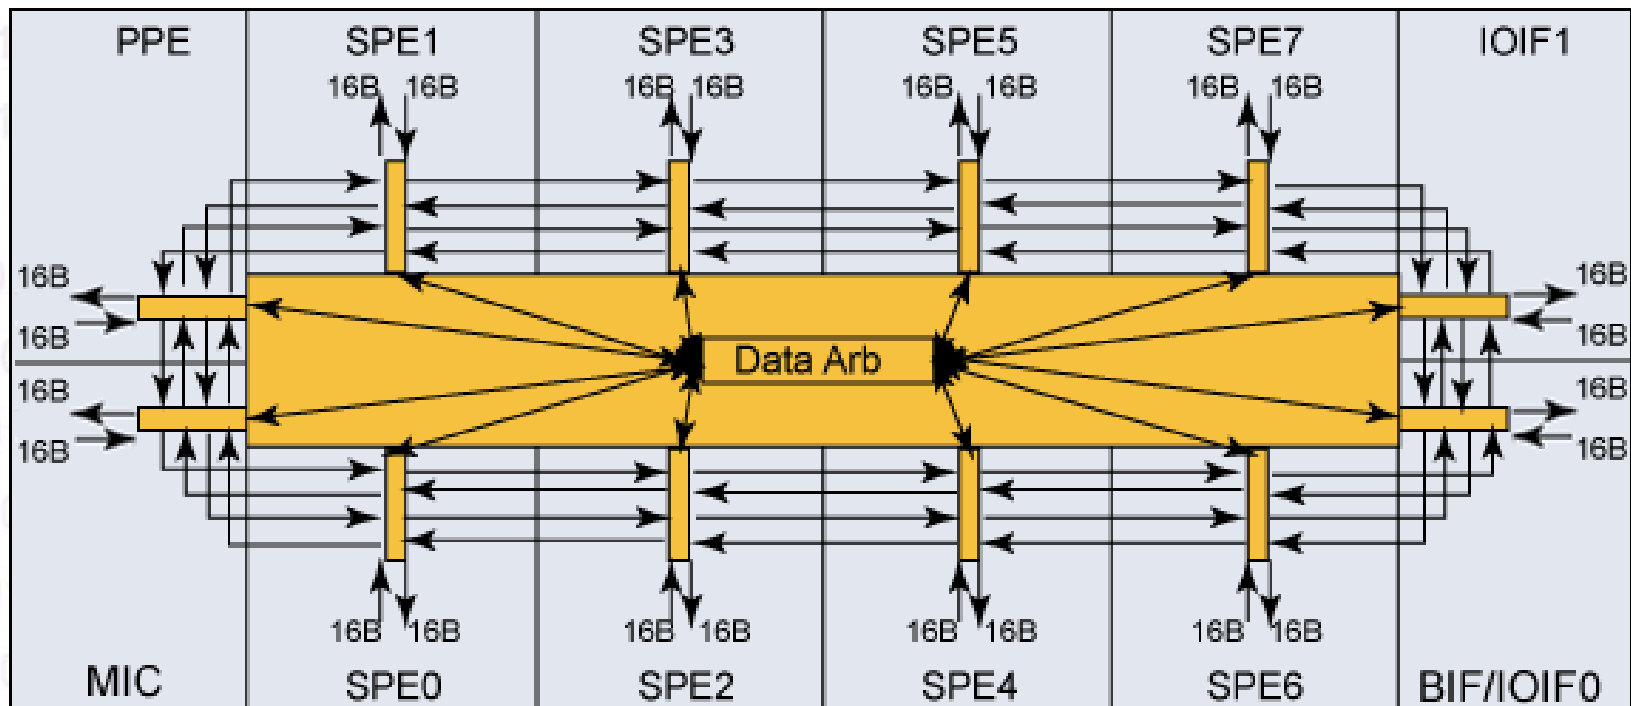 PPE SPE1 SPE3 SPE5 SPE7 IOIF1
16B 16B 16B 16B 16B 16B 16B 16B
16B 16B
16B 16B
Data Arb
16B 16B
16B 16B
16B 16B 16B 16B 16B 16B 16B 16B
MIC SPE0 SPE2 SPE4 SPE6 BIF/IOIF0